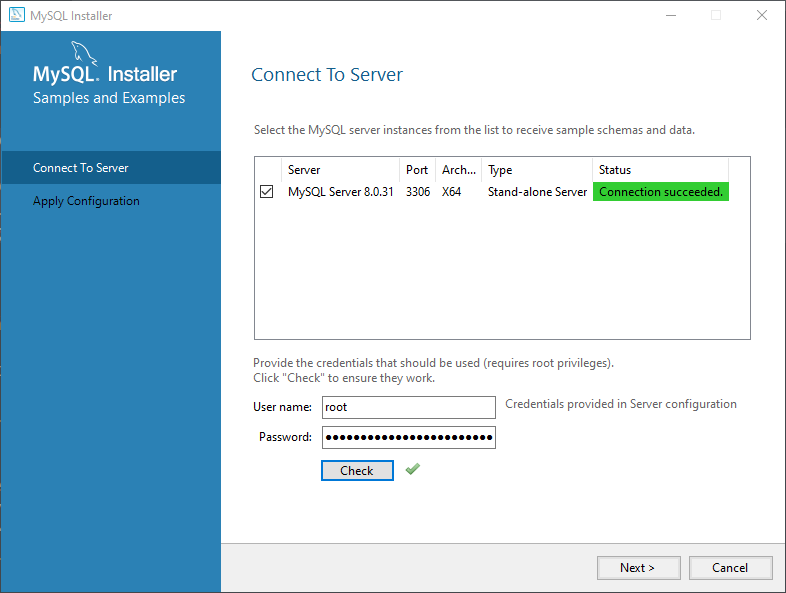 MySQL Installer
MySQL. Installer
Samples and Examples
Connect To Server
Apply Configuration
Connect To Server
Select the MySQL server instances from the list to receive sample schemas and data.
Server Port Arch... Type Status
MySQL Server 8.0.31 3306 X64 Stand-alone Server Connection succeeded.
Provide the credentials that should be used (requires root privileges).
Click "Check" to ensure they work.
User name: root Credentials provided in Server configuration
Password: ●●●●●●●●●●●●●●●●●●●●●●●●
Check
Next > Cancel